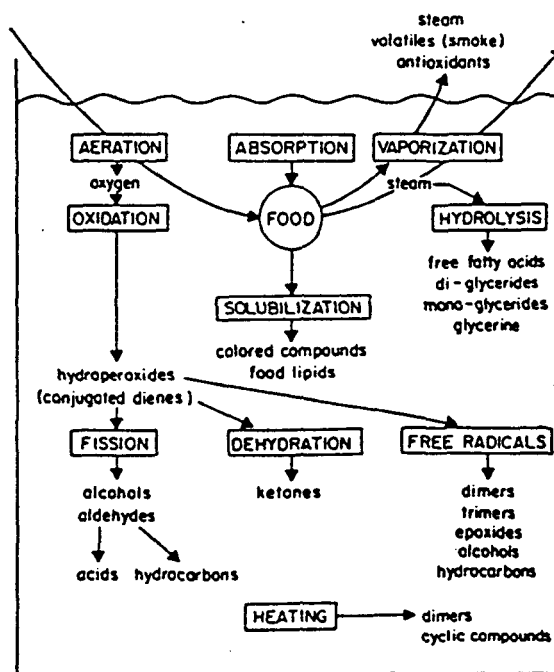 steam
volatiles (smoke)
antioxidants
AERATION
ABSORPTION
VAPORIZATION
oxygen
steam
OXIDATION
FOOD
HYDROLYSIS
free fatty acids
di-glycerides
mono-glycerides
glycerine
SOLUBILIZATION
colored compounds
food lipids
hydroperoxides
(conjugated dienes)
FISSION
DEHYDRATION
FREE RADICALS
alcohols
aldehydes
ketones
dimers
trimers
epoxides
alcohols
hydrocarbons
acids
hydrocarbons
HEATING
dimers
cyclic compounds